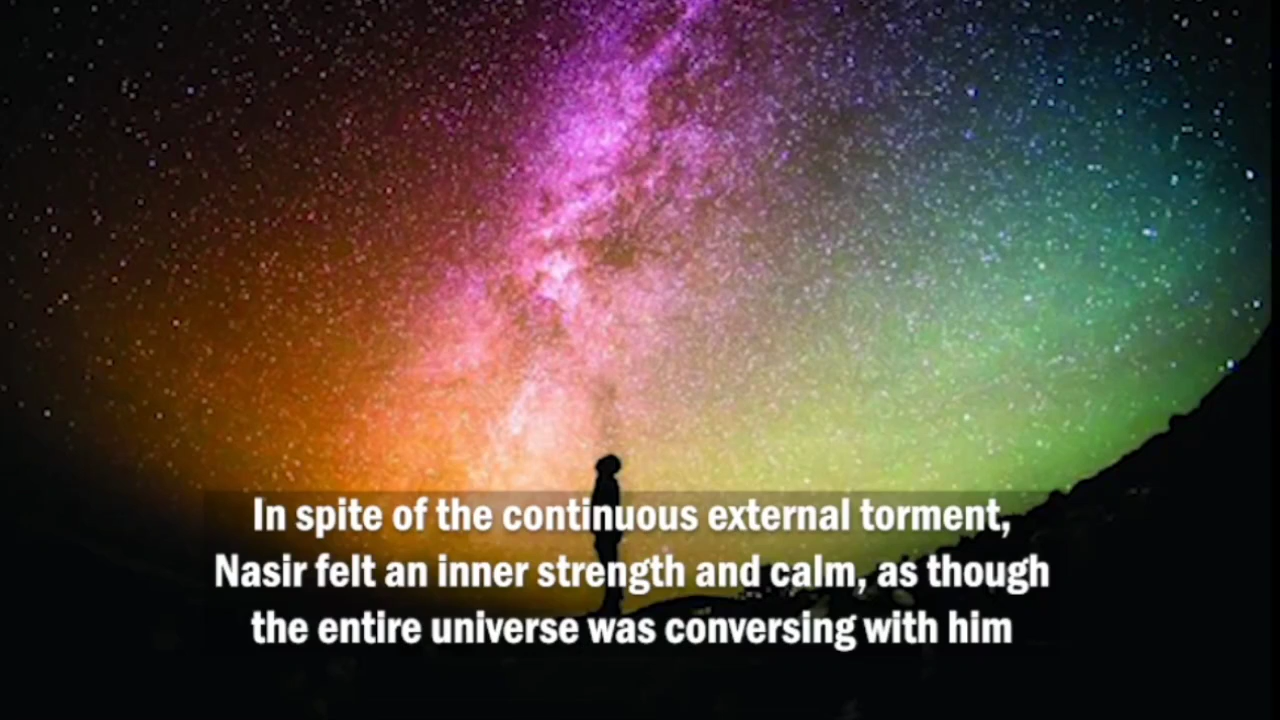 In spite of the continuous external torment,
Nasir felt an inner strength and calm, as though
the entire universe was conversing with him